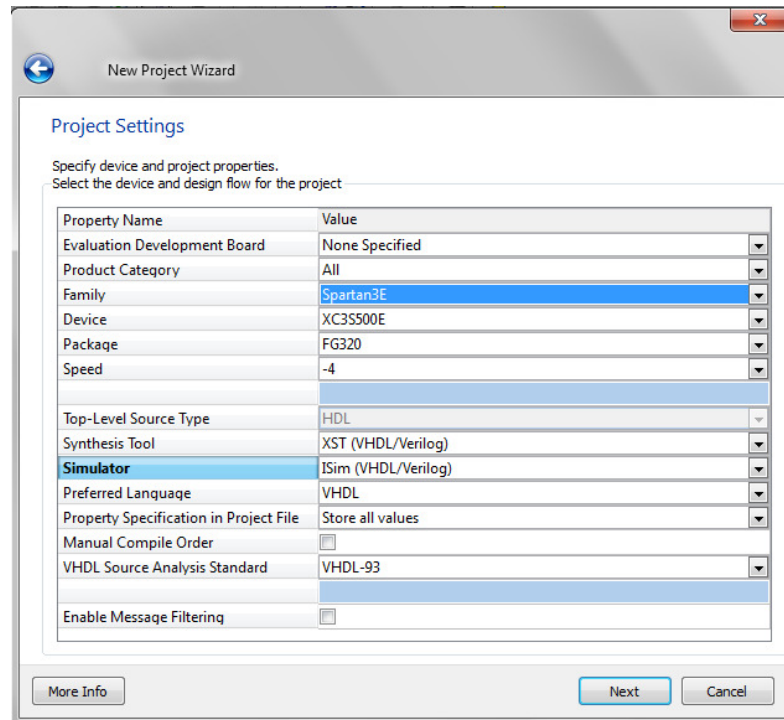 New Project Wizard
Project Settings
Specify device and project properties.
Select the device and design flow for the project
Property Name Value
Evaluation Development Board None Specified
Product Category All
Family Spartan3E
Device XC3S500E
Package FG320
Speed -4
Top-Level Source Type HDL
Synthesis Tool XST (VHDL/Verilog)
Simulator ISim (VHDL/Verilog)
Preferred Language VHDL
Property Specification in Project File Store all values
Manual Compile Order
VHDL Source Analysis Standard VHDL-93
Enable Message Filtering
More Info Next Cancel